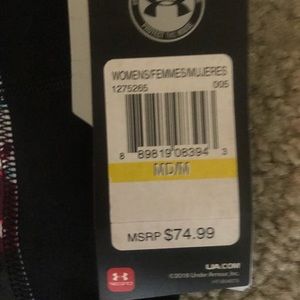 WOMENS/FEMMES/MUJERES
1275265 005
8 89819 08394 3
MD/M
MSRP $74.99
UA.COM
©2016 Under Armour, Inc.